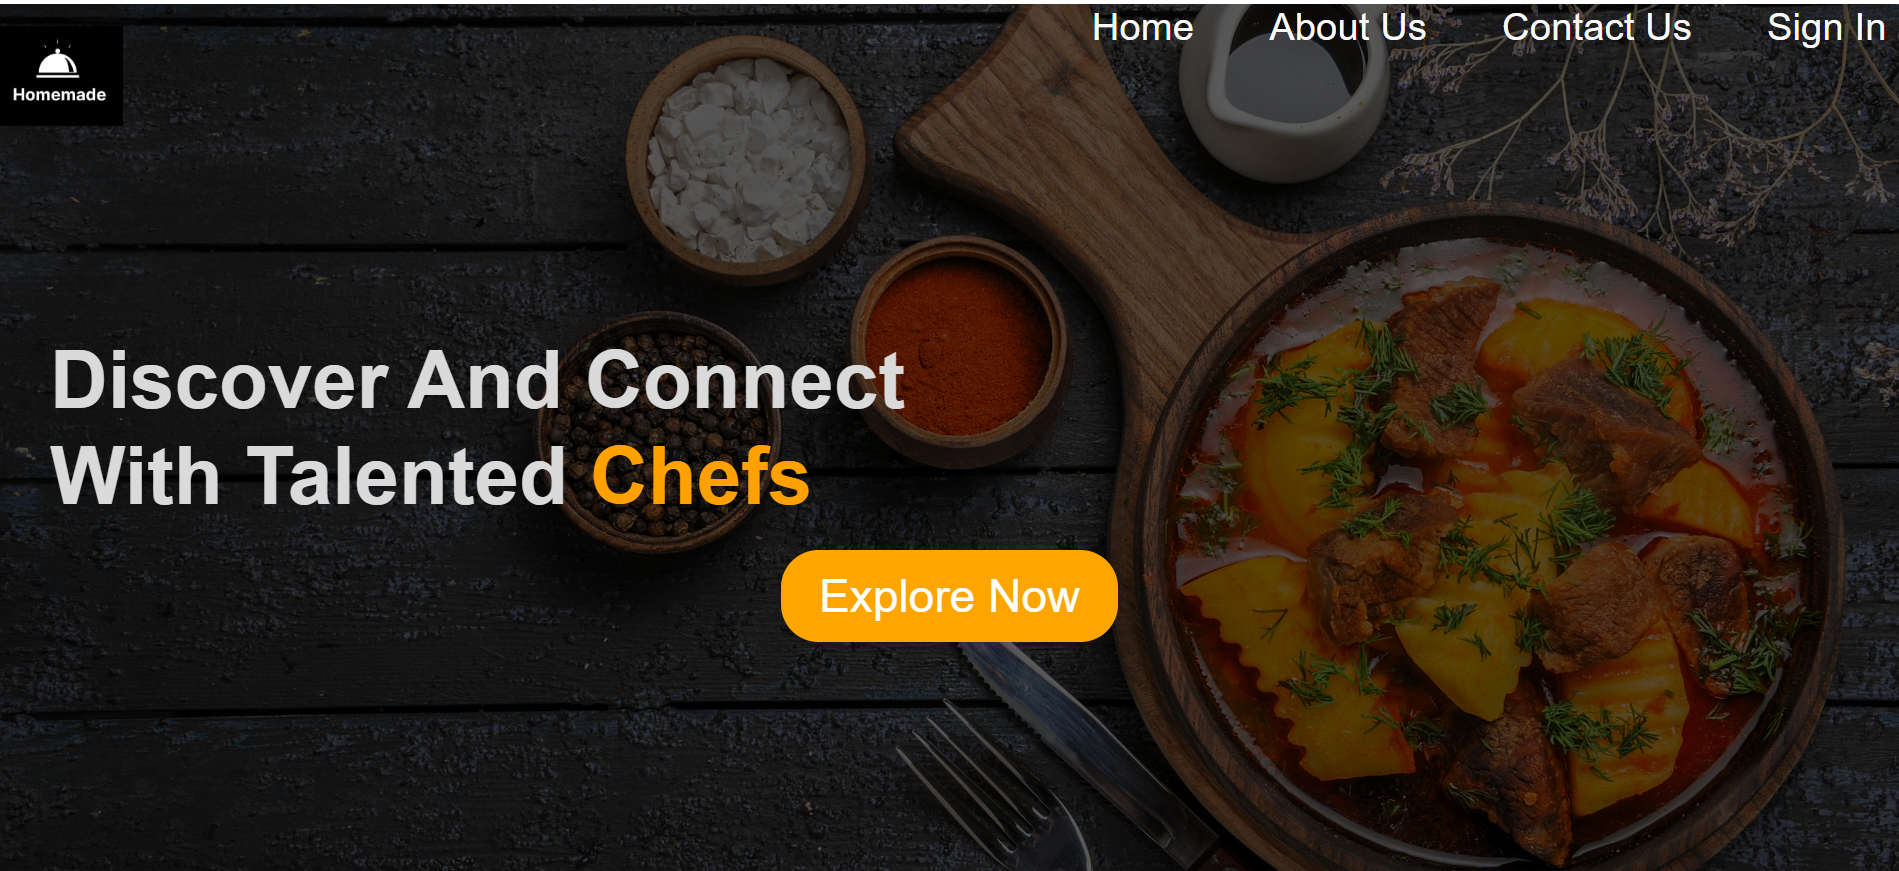 Home About Us Contact Us Sign In
Homemade
Discover And Connect
With Talented Chefs
Explore Now